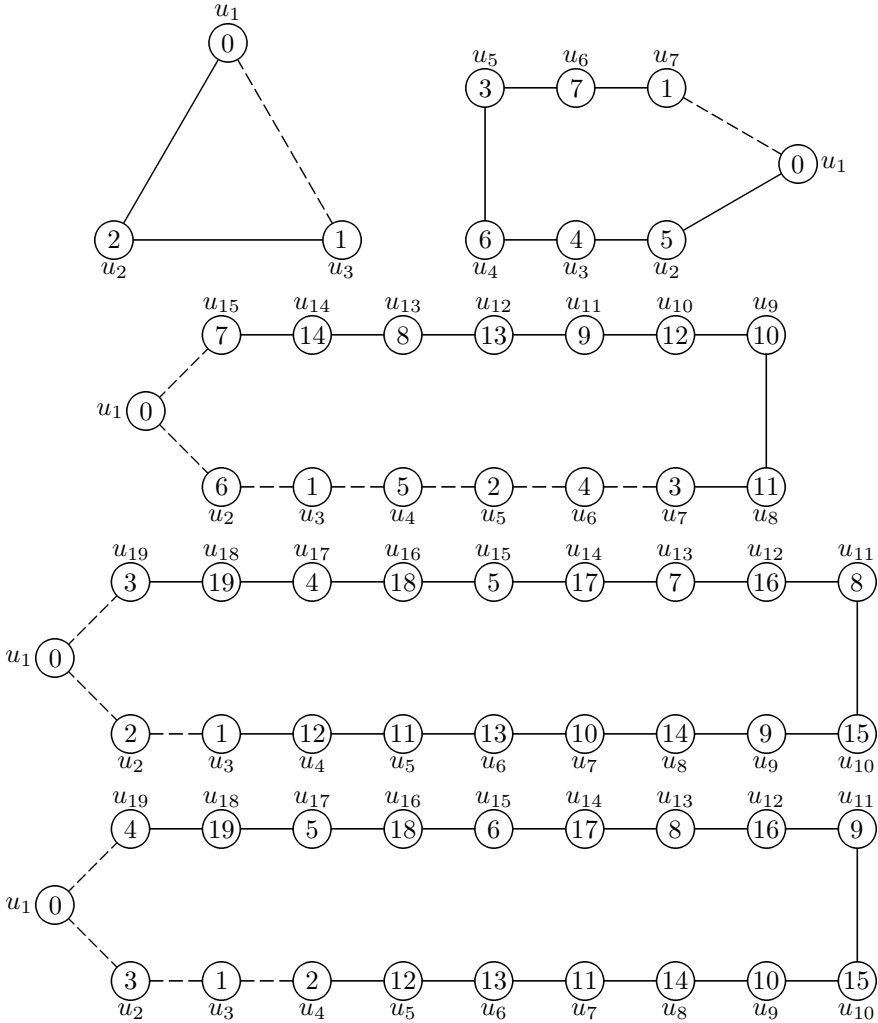 u₁
0
2 1
u₂ u₃
u₅ u₆ u₇
3 7 1
0 u₁
6 4 5
u₄ u₃ u₂
u₁₅ u₁₄ u₁₃ u₁₂ u₁₁ u₁₀ u₉
7 14 8 13 9 12 10
u₁ 0
6 1 5 2 4 3 11
u₂ u₃ u₄ u₅ u₆ u₇ u₈
u₁₉ u₁₈ u₁₇ u₁₆ u₁₅ u₁₄ u₁₃ u₁₂ u₁₁
3 19 4 18 5 17 7 16 8
u₁ 0
2 1 12 11 13 10 14 9 15
u₂ u₃ u₄ u₅ u₆ u₇ u₈ u₉ u₁₀
u₁₉ u₁₈ u₁₇ u₁₆ u₁₅ u₁₄ u₁₃ u₁₂ u₁₁
4 19 5 18 6 17 8 16 9
u₁ 0
3 1 2 12 13 11 14 10 15
u₂ u₃ u₄ u₅ u₆ u₇ u₈ u₉ u₁₀